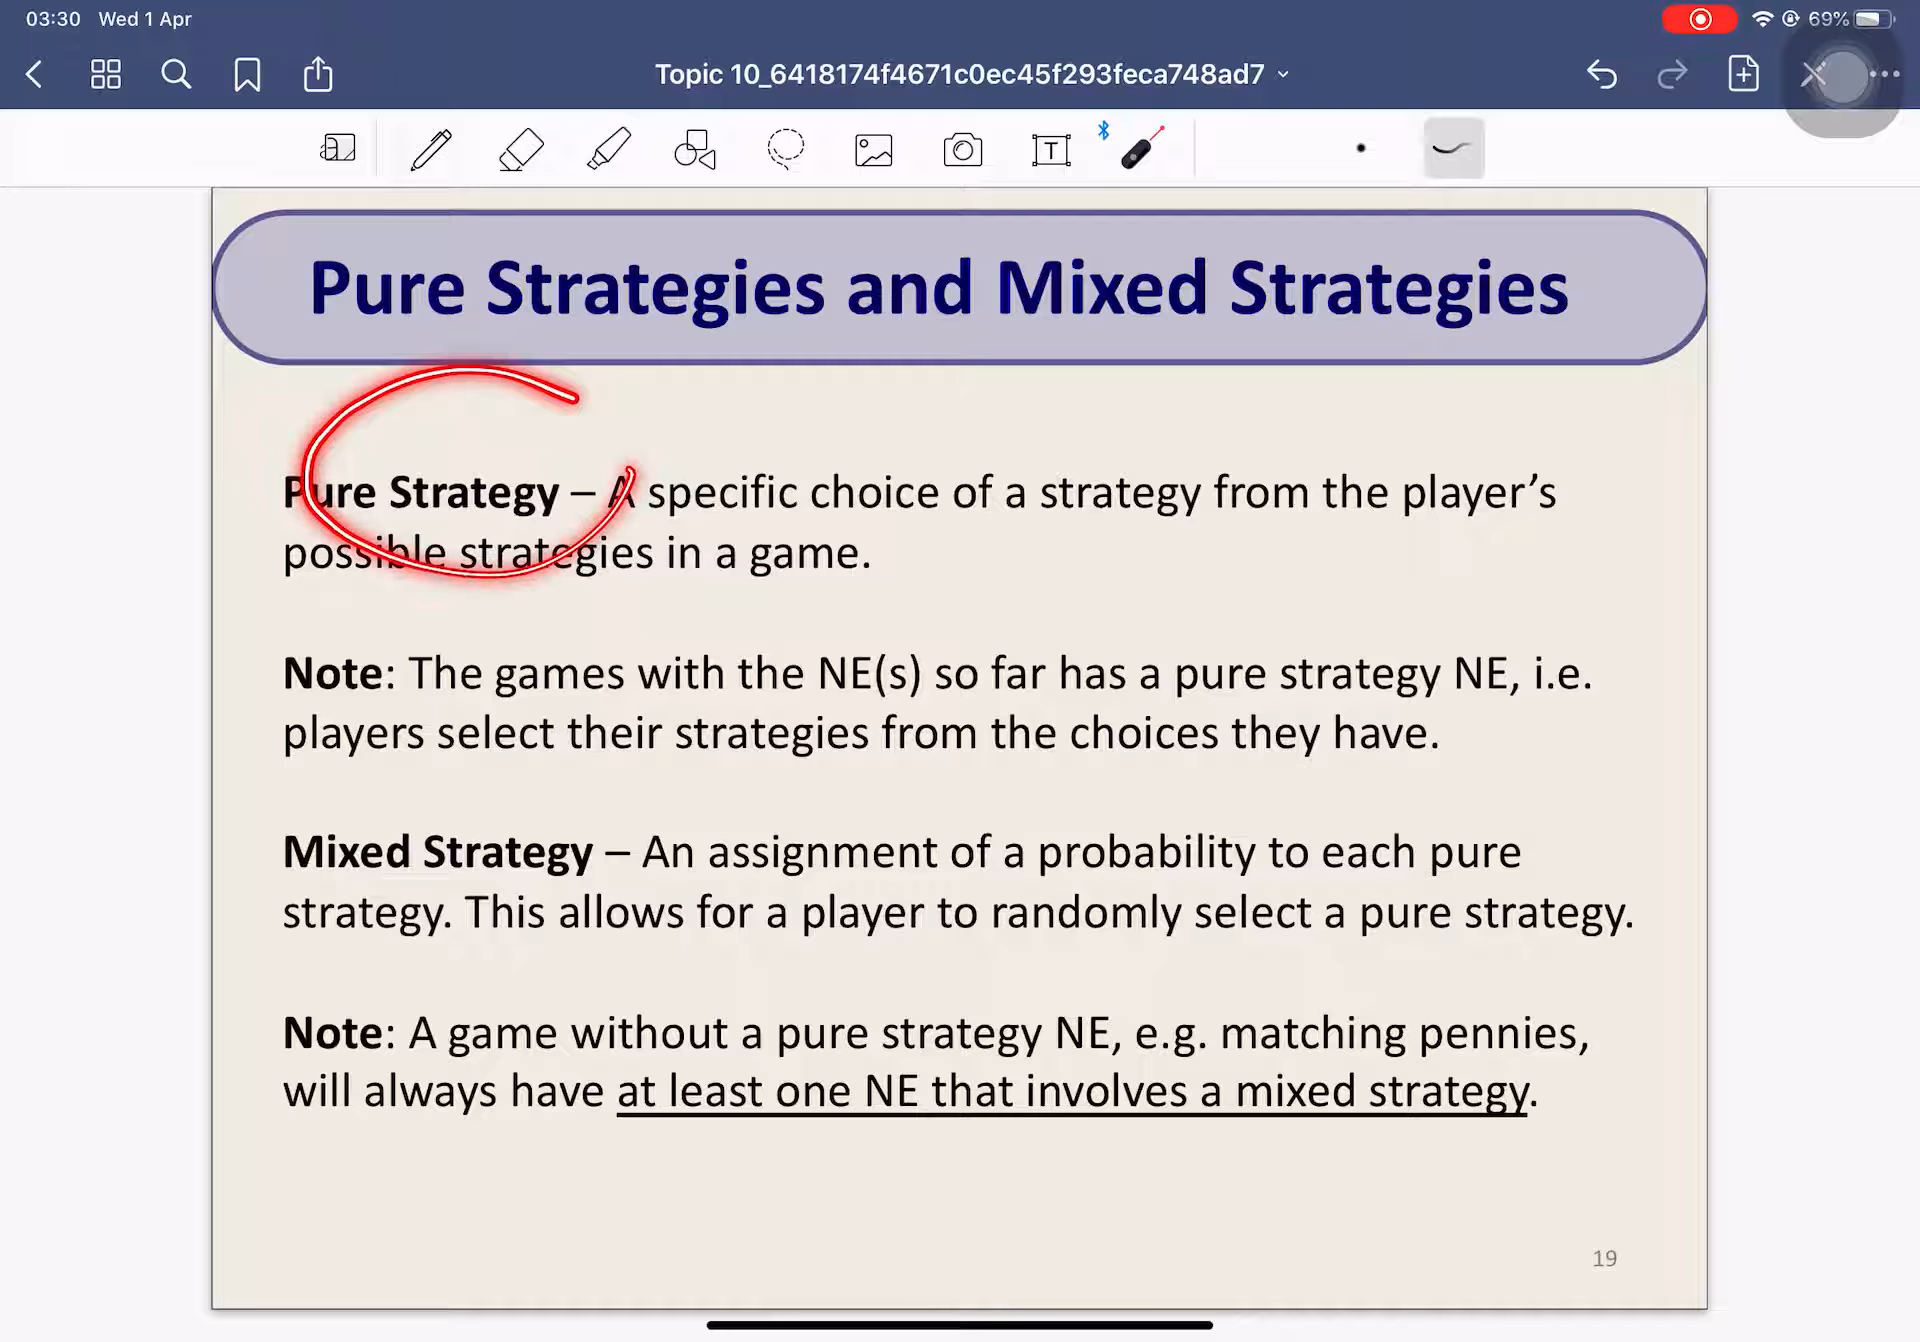 03:30 Wed 1 Apr
69%
Topic 10_6418174f4671c0ec45f293feca748ad7
Pure Strategies and Mixed Strategies
Pure Strategy – A specific choice of a strategy from the player’s
possible strategies in a game.
Note: The games with the NE(s) so far has a pure strategy NE, i.e.
players select their strategies from the choices they have.
Mixed Strategy – An assignment of a probability to each pure
strategy. This allows for a player to randomly select a pure strategy.
Note: A game without a pure strategy NE, e.g. matching pennies,
will always have at least one NE that involves a mixed strategy.
19